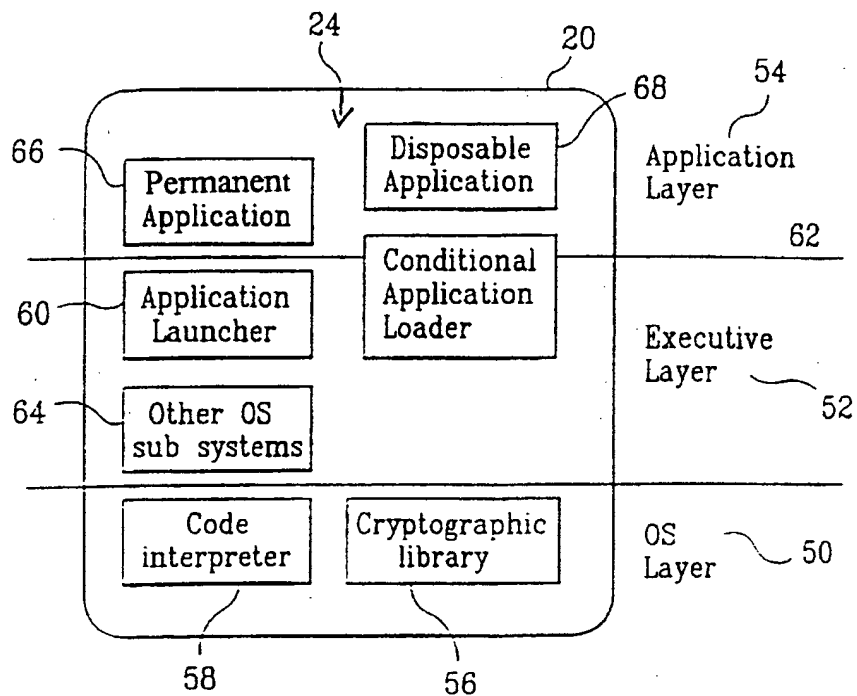 24
20
68
54
66
Permanent
Application
Disposable
Application
Application
Layer
62
60
Application
Launcher
Conditional
Application
Loader
Executive
Layer
52
64
Other OS
sub systems
Code
interpreter
Cryptographic
library
OS
Layer
50
58
56